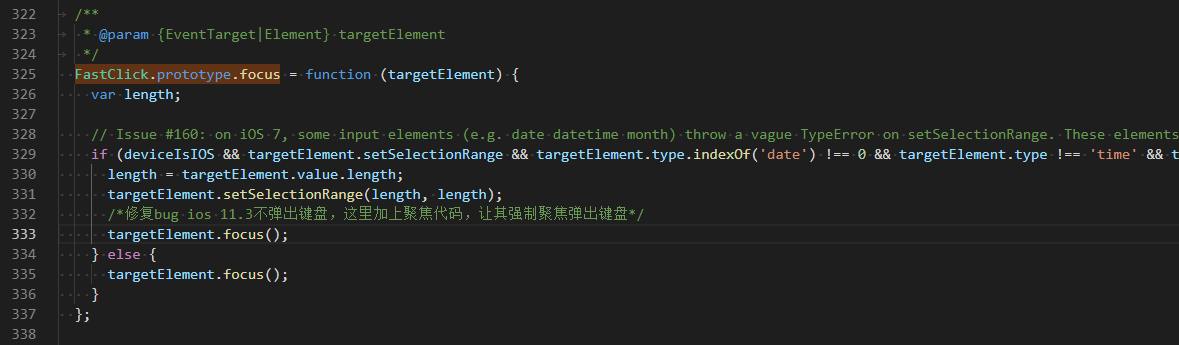 322 /**
323 * @param {EventTarget|Element} targetElement
324 */
325 FastClick.prototype.focus = function (targetElement) {
326 var length;
327
328 // Issue #160: on iOS 7, some input elements (e.g. date datetime month) throw a vague TypeError on setSelectionRange. These elements
329 if (deviceIsIOS && targetElement.setSelectionRange && targetElement.type.indexOf('date') !== 0 && targetElement.type !== 'time' && t
330 length = targetElement.value.length;
331 targetElement.setSelectionRange(length, length);
332 /*修复bug ios 11.3不弹出键盘，这里加上聚焦代码，让其强制聚焦弹出键盘*/
333 targetElement.focus();
334 } else {
335 targetElement.focus();
336 }
337 };
338